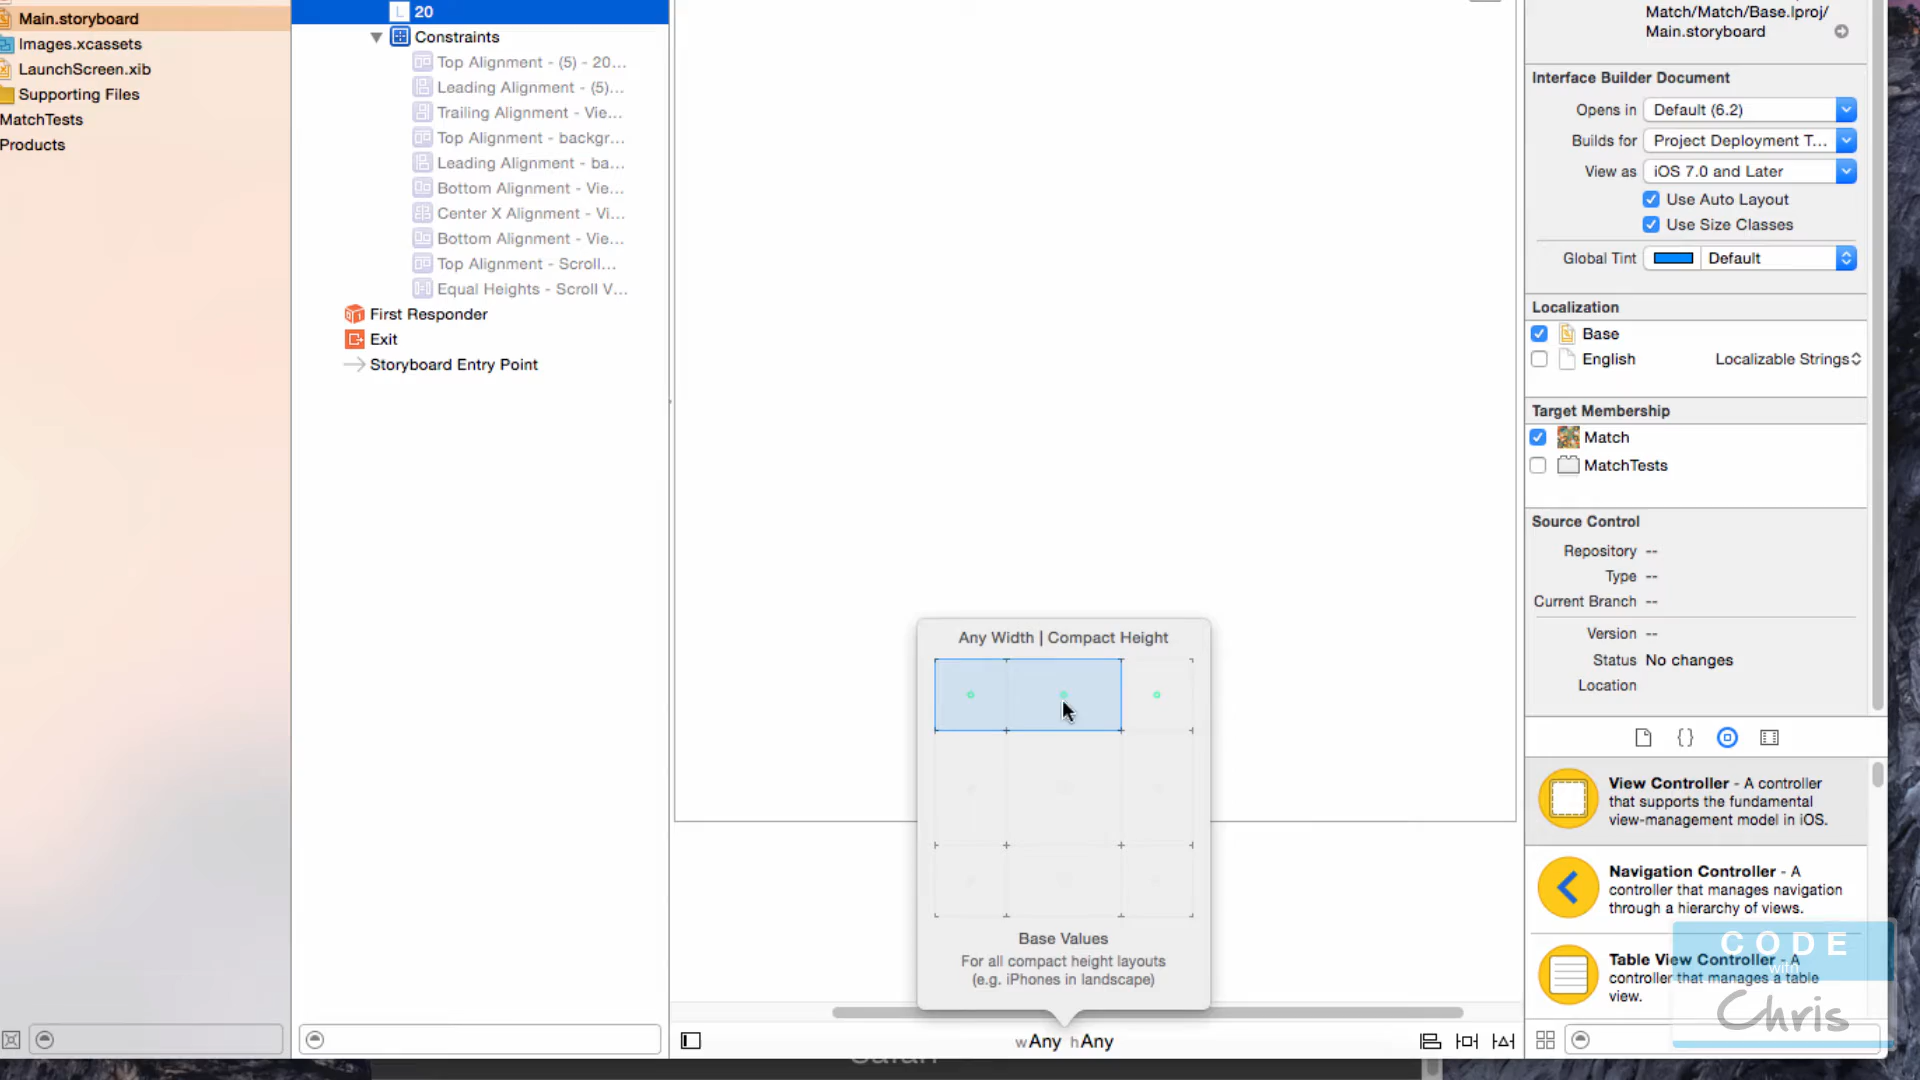 Main.storyboard
Images.xcassets
LaunchScreen.xib
Supporting Files
MatchTests
Products
L 20
Constraints
Top Alignment - (5) - 20...
Leading Alignment - (5)...
Trailing Alignment - Vie...
Top Alignment - backgr...
Leading Alignment - ba...
Bottom Alignment - Vie...
Center X Alignment - Vi...
Bottom Alignment - Vie...
Top Alignment - Scroll...
Equal Heights - Scroll V...
First Responder
Exit
Storyboard Entry Point
Any Width | Compact Height
Base Values
For all compact height layouts
(e.g. iPhones in landscape)
wAny hAny
Match/Match/Base.lproj/
Main.storyboard
Interface Builder Document
Opens in Default (6.2)
Builds for Project Deployment T...
View as iOS 7.0 and Later
Use Auto Layout
Use Size Classes
Global Tint Default
Localization
Base
English Localizable Strings
Target Membership
Match
MatchTests
Source Control
Repository --
Type --
Current Branch --
Version --
Status No changes
Location
{}
View Controller - A controller
that supports the fundamental
view-management model in iOS.
Navigation Controller - A
controller that manages navigation
through a hierarchy of views.
Table View Controller - A
controller that manages a table
view.
CODE
with
Chris